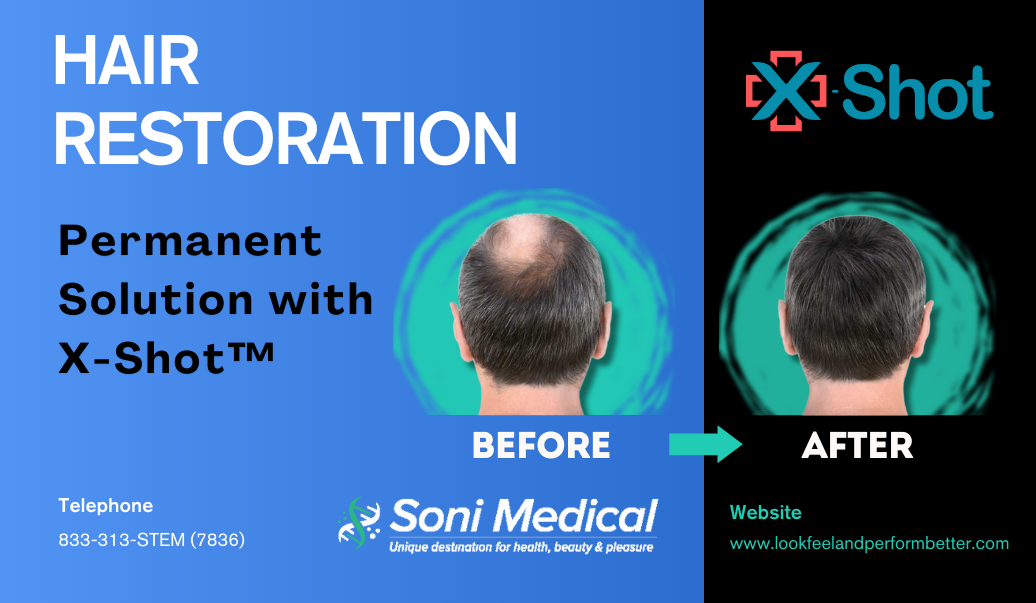 HAIR
RESTORATION
Permanent
Solution with
X-Shot™
X-Shot
BEFORE
AFTER
Telephone
833-313-STEM (7836)
Soni Medical
Unique destination for health, beauty & pleasure
Website
www.lookfeelandperformbetter.com